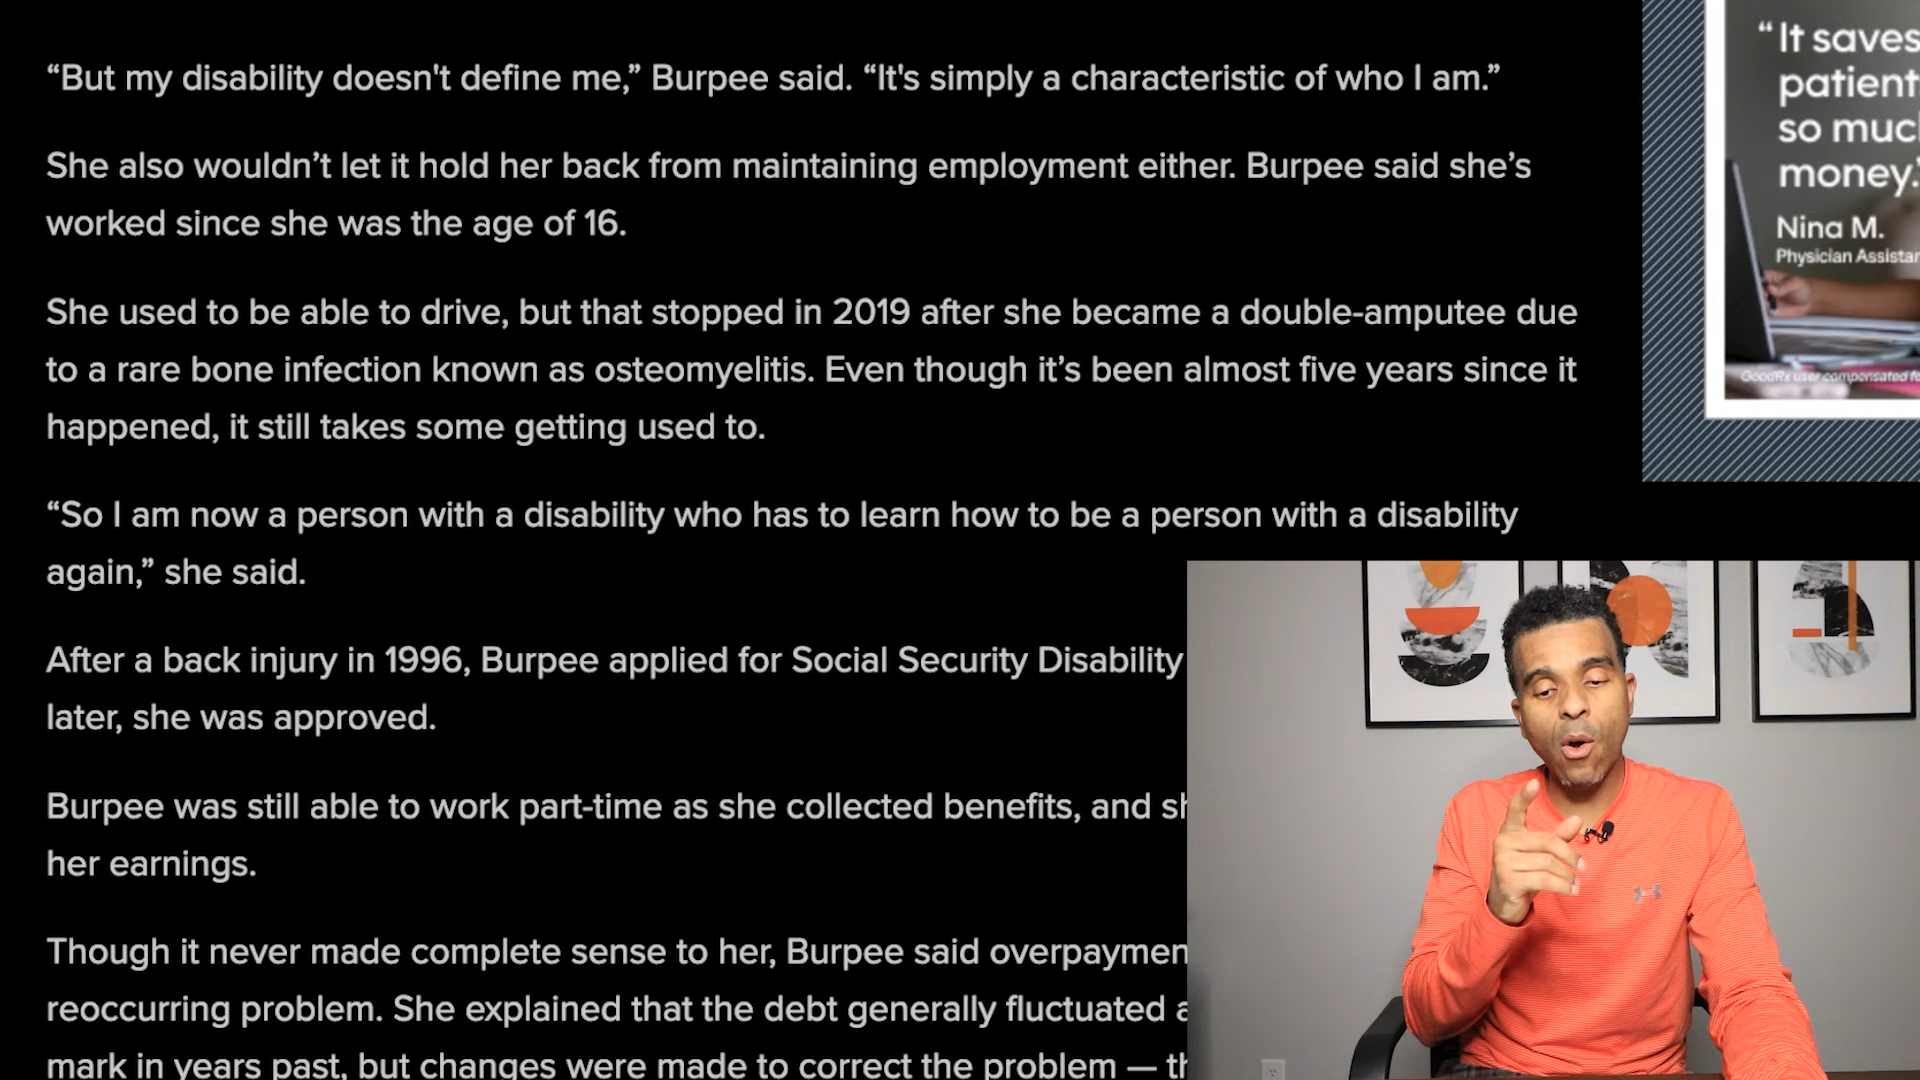 “But my disability doesn't define me,” Burpee said. “It's simply a characteristic of who I am.”
She also wouldn’t let it hold her back from maintaining employment either. Burpee said she’s
worked since she was the age of 16.
She used to be able to drive, but that stopped in 2019 after she became a double-amputee due
to a rare bone infection known as osteomyelitis. Even though it’s been almost five years since it
happened, it still takes some getting used to.
“So I am now a person with a disability who has to learn how to be a person with a disability
again,” she said.
After a back injury in 1996, Burpee applied for Social Security Disability
later, she was approved.
Burpee was still able to work part-time as she collected benefits, and
her earnings.
Though it never made complete sense to her, Burpee said
reoccurring problem. She explained that the debt generally fluctuated
mark in years past, but changes were made to correct the problem —
“It saves
patient
so
money.”
Nina M.
Physician
GoodRx user compensated